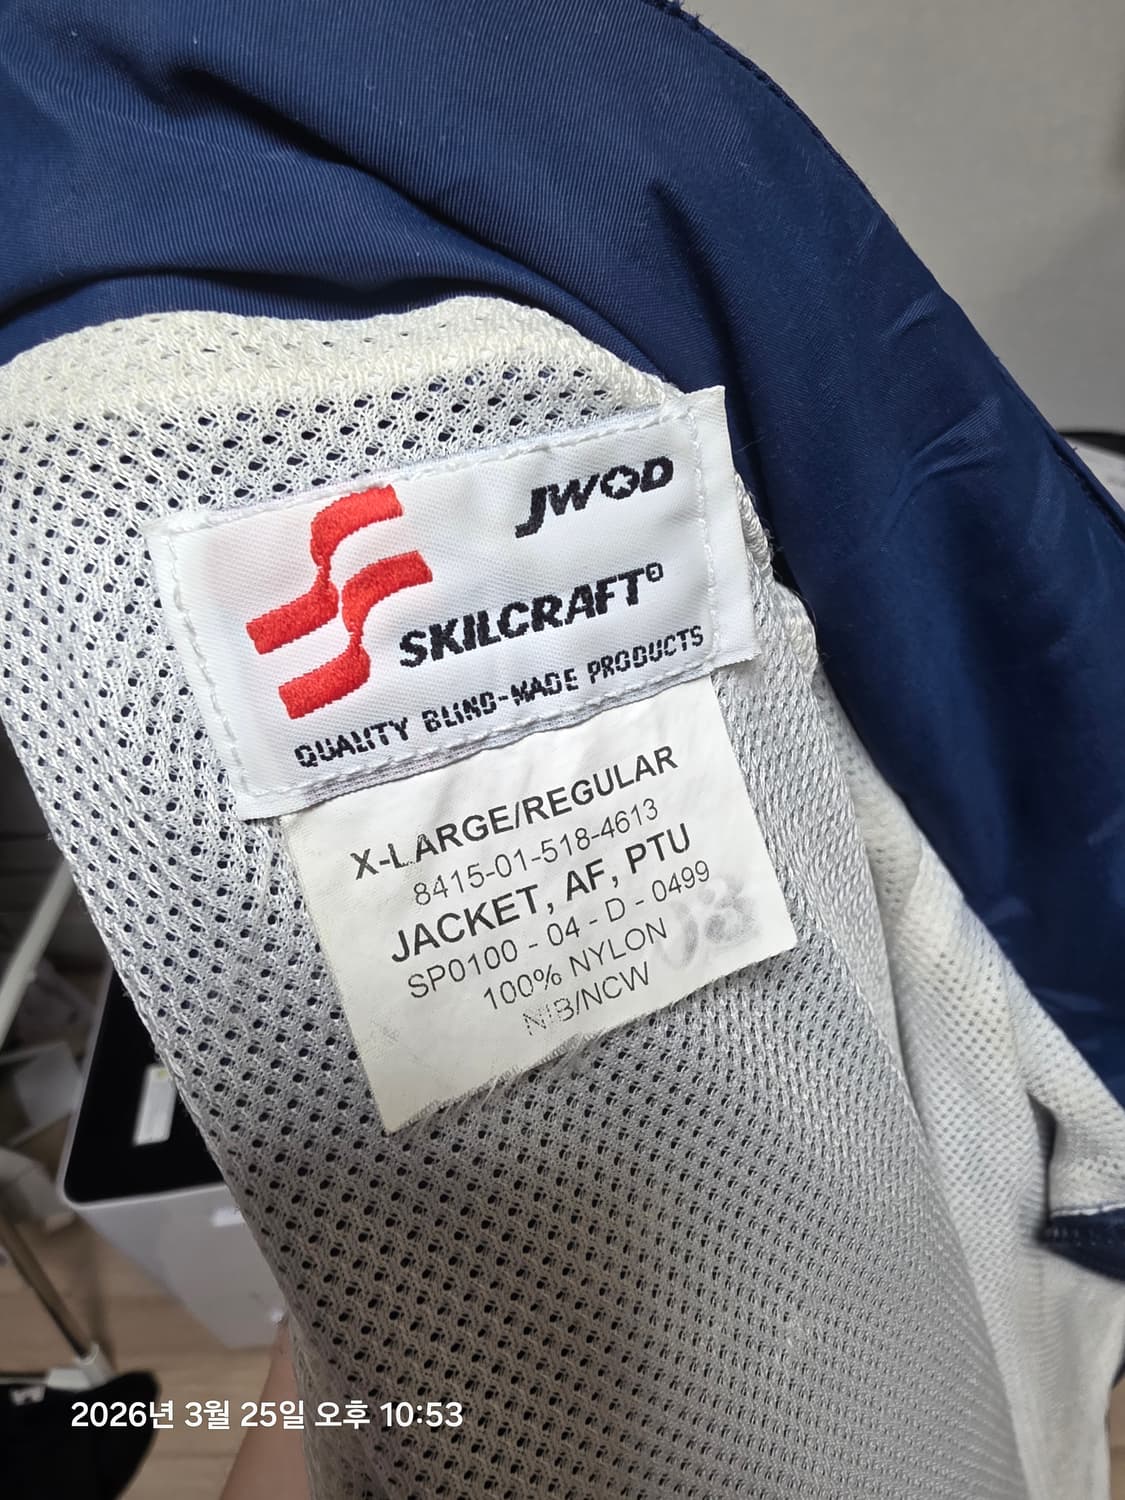 JWOD
SKILCRAFT®
QUALITY BLIND-MADE PRODUCTS
X-LARGE/REGULAR
8415-01-518-4613
JACKET, AF, PTU
SP0100 - 04 - D - 0499
100% NYLON
NIB/NCW
08
2026년 3월 25일 오후 10:53